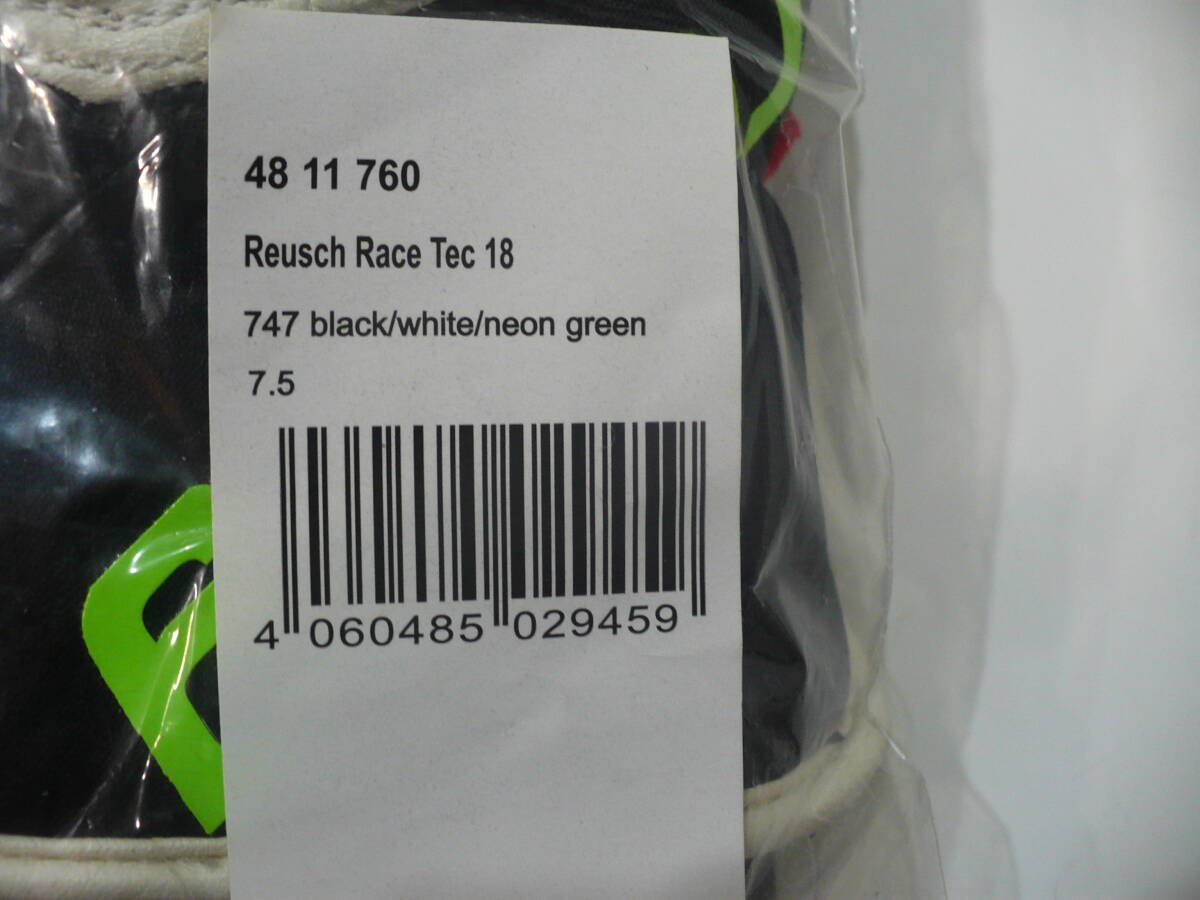 48 11 760
Reusch Race Tec 18
747 black/white/neon green
7.5
4 060485 029459